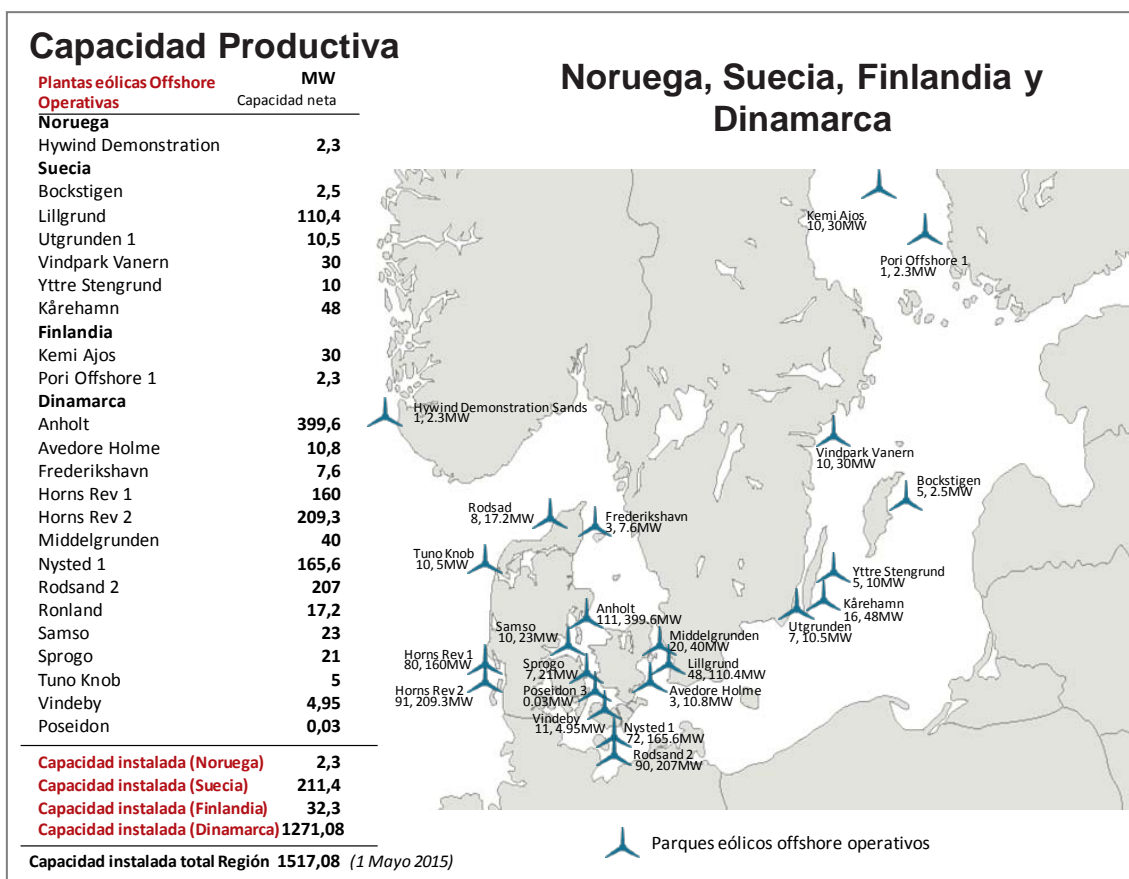 Capacidad Productiva
Plantas eólicas Offshore Operativas MW
Capacidad neta
Noruega
Hywind Demonstration 2,3
Suecia
Bockstigen 2,5
Lillgrund 110,4
Utgrunden 1 10,5
Vindpark Vanern 30
Yttre Stengrund 10
Kårehamn 48
Finlandia
Kemi Ajos 30
Pori Offshore 1 2,3
Dinamarca
Anholt 399,6
Avedore Holme 10,8
Frederikshavn 7,6
Horns Rev 1 160
Horns Rev 2 209,3
Middelgrunden 40
Nysted 1 165,6
Rodsand 2 207
Ronland 17,2
Samso 23
Sprogo 21
Tuno Knob 5
Vindeby 4,95
Poseidon 0,03
Capacidad instalada (Noruega) 2,3
Capacidad instalada (Suecia) 211,4
Capacidad instalada (Finlandia) 32,3
Capacidad instalada (Dinamarca) 1271,08
Capacidad instalada total Región 1517,08 (1 Mayo 2015)
Noruega, Suecia, Finlandia y
Dinamarca
Kemi Ajos
10, 30MW
Pori Offshore 1
1, 2.3MW
Hywind Demonstration Sands
1, 2.3MW
Vindpark Vanern
10, 30MW
Bockstigen
5, 2.5MW
Rodsad
8, 17.2MW
Frederikshavn
3, 7.6MW
Tuno Knob
10, 5MW
Yttre Stengrund
5, 10MW
Kårehamn
16, 48MW
Utgrunden
7, 10.5MW
Anholt
111, 399.6MW
Samso
10, 23MW
Middelgrunden
20, 40MW
Horns Rev 1
80, 160MW
Sprogo
7, 21MW
Lillgrund
48, 110.4MW
Horns Rev 2
91, 209.3MW
Poseidon 3
0.03MW
Avedore Holme
3, 10.8MW
Vindeby
11, 4.95MW
Nysted 1
72, 165.6MW
Rodsand 2
90, 207MW
Parques eólicos offshore operativos